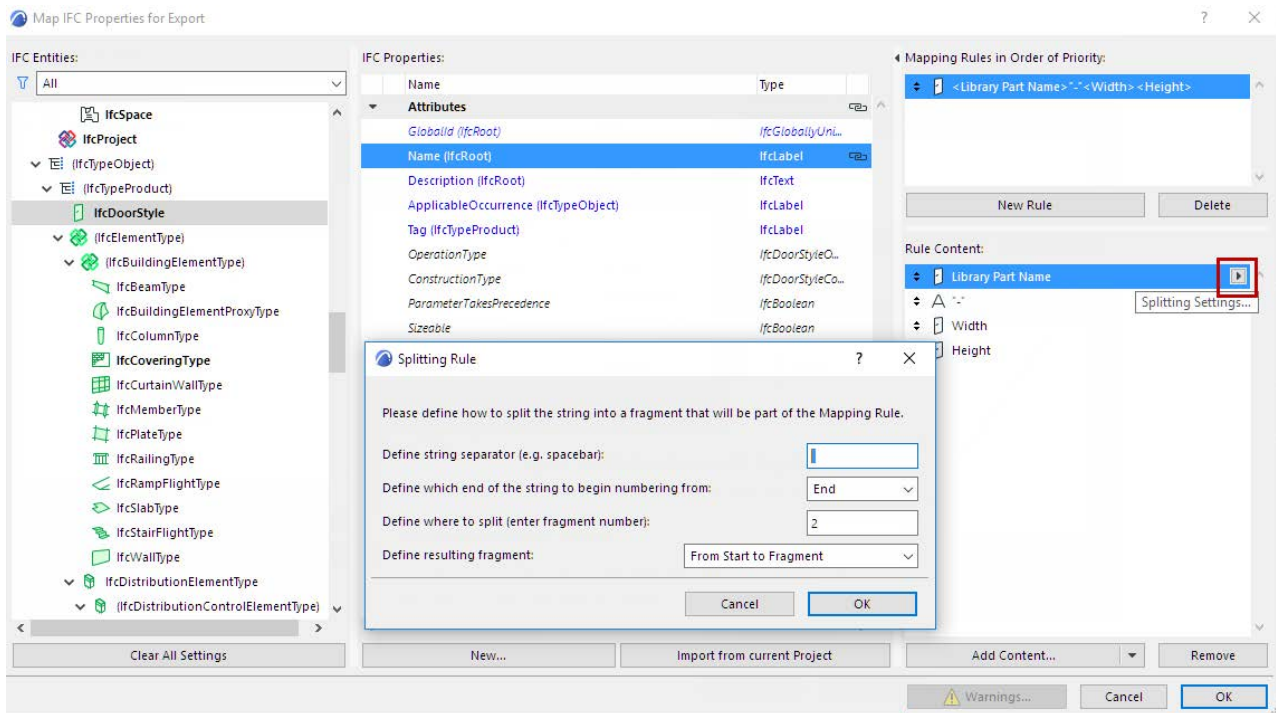 Map IFC Properties for Export
?
IFC Entities:
All
IfcSpace
IfcProject
(IfcTypeObject)
(IfcTypeProduct)
IfcDoorStyle
(IfcElementType)
(IfcBuildingElementType)
IfcBeamType
IfcBuildingElementProxyType
IfcColumnType
IfcCoveringType
IfcCurtainWallType
IfcMemberType
IfcPlateType
IfcRailingType
IfcRampFlightType
IfcSlabType
IfcStairFlightType
IfcWallType
IfcDistributionElementType
(IfcDistributionControlElementType)
Clear All Settings
IFC Properties:
Name Type
Attributes
GlobalId (IfcRoot) IfcGloballyUni...
Name (IfcRoot) IfcLabel
Description (IfcRoot) IfcText
ApplicableOccurrence (IfcTypeObject) IfcLabel
Tag (IfcTypeProduct) IfcLabel
OperationType IfcDoorStyleO...
ConstructionType IfcDoorStyleCo...
ParameterTakesPrecedence IfcBoolean
Sizeable IfcBoolean
New...
Import from current Project
Mapping Rules in Order of Priority:
<Library Part Name>"-"<Width><Height>
New Rule
Delete
Rule Content:
Library Part Name
A "-"
Splitting Settings...
Width
Height
Add Content...
Remove
Splitting Rule
?
Please define how to split the string into a fragment that will be part of the Mapping Rule.
Define string separator (e.g. spacebar):
Define which end of the string to begin numbering from: End
Define where to split (enter fragment number): 2
Define resulting fragment: From Start to Fragment
Cancel
OK
Warnings...
Cancel
OK